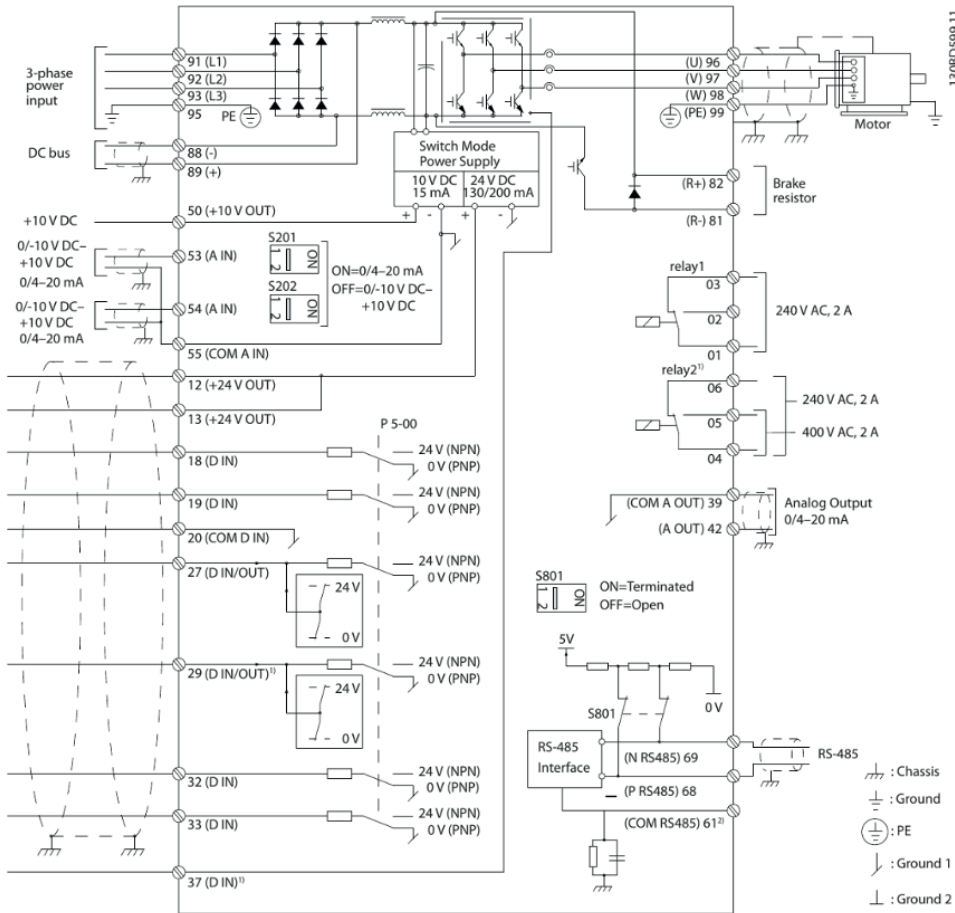 130BD599.11
3-phase
power
input
91 (L1)
92 (L2)
93 (L3)
95
PE
DC bus
88 (-)
89 (+)
+10 V DC
50 (+10 V OUT)
0/-10 V DC–
+10 V DC
0/4–20 mA
53 (A IN)
0/-10 V DC–
+10 V DC
0/4–20 mA
54 (A IN)
55 (COM A IN)
12 (+24 V OUT)
13 (+24 V OUT)
18 (D IN)
19 (D IN)
20 (COM D IN)
27 (D IN/OUT)
29 (D IN/OUT)¹⁾
32 (D IN)
33 (D IN)
37 (D IN)¹⁾
Switch Mode
Power Supply
10 V DC
15 mA
24 V DC
130/200 mA
+ - + -
S201
1
2
ON
S202
1
2
ON
ON=0/4–20 mA
OFF=0/-10 V DC–
+10 V DC
P 5-00
24 V (NPN)
0 V (PNP)
24 V (NPN)
0 V (PNP)
24 V (NPN)
0 V (PNP)
24 V
0 V
24 V (NPN)
0 V (PNP)
24 V
0 V
24 V (NPN)
0 V (PNP)
24 V (NPN)
0 V (PNP)
(U) 96
(V) 97
(W) 98
(PE) 99
Motor
(R+) 82
(R-) 81
Brake
resistor
relay1
03
02
01
240 V AC, 2 A
relay2¹⁾
06
05
04
240 V AC, 2 A
400 V AC, 2 A
(COM A OUT) 39
(A OUT) 42
Analog Output
0/4–20 mA
S801
1
2
ON
ON=Terminated
OFF=Open
5V
0 V
S801
RS-485
Interface
(N RS485) 69
(P RS485) 68
(COM RS485) 61²⁾
RS-485
: Chassis
: Ground
: PE
: Ground 1
: Ground 2